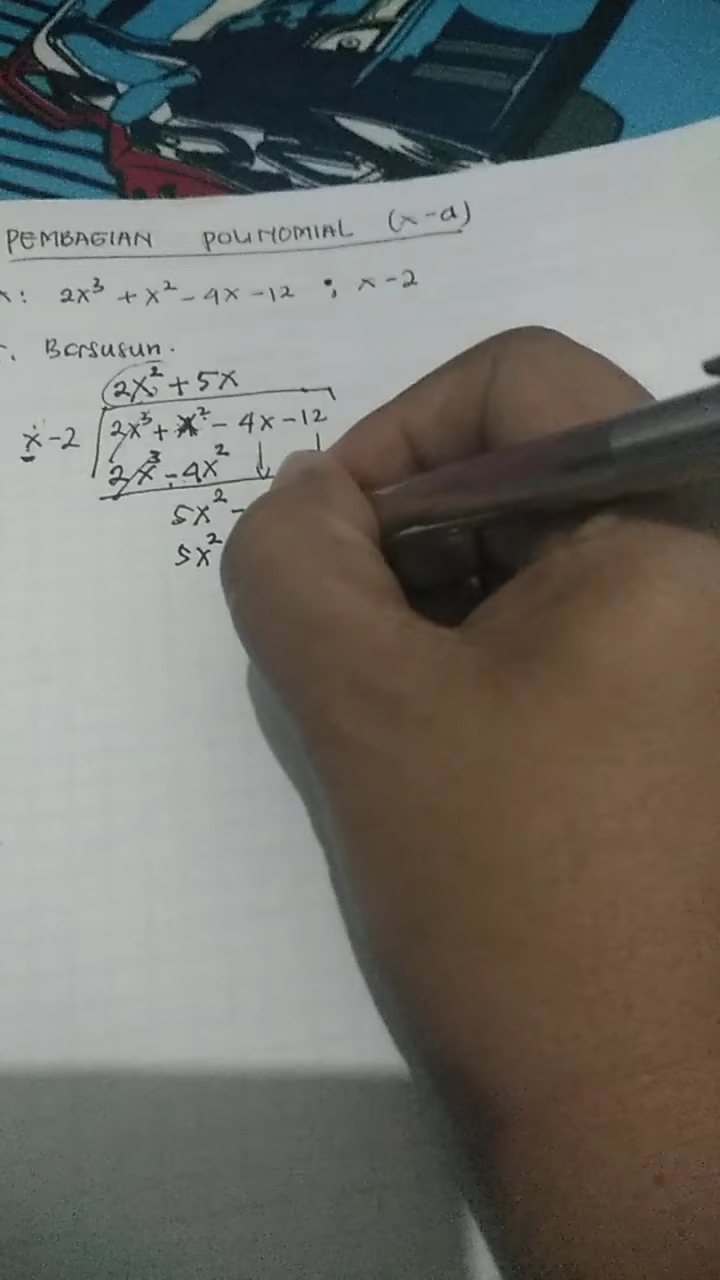 PEMBAGIAN POLINOMIAL (x-a)
: 2x³ + x² - 4x - 12 ; x - 2
. Bersusun.
2x² + 5x
x - 2 2x³ + x² - 4x - 12
2x³ - 4x²
5x² -
5x²